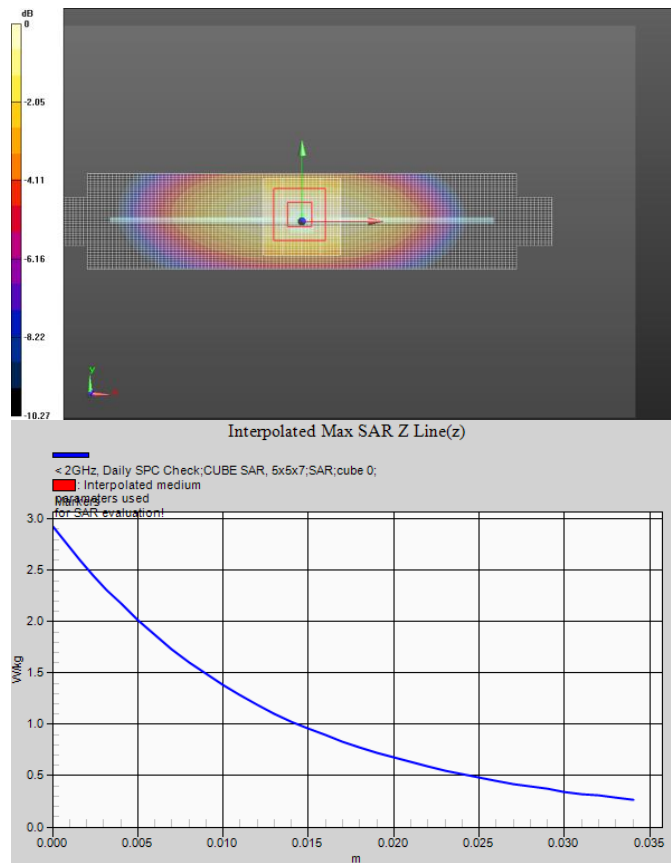 dB
0
-2.05
-4.11
-6.16
-8.22
-10.27
Y
Interpolated Max SAR Z Line(z)
< 2GHz, Daily SPC Check;CUBE SAR, 5x5x7;SAR;cube 0;
: Interpolated medium
parameters used
for SAR evaluation!
Markers
3.0
2.5
2.0
1.5
1.0
0.5
0.0
W/kg
0.000 0.005 0.010 0.015 0.020 0.025 0.030 0.035
m